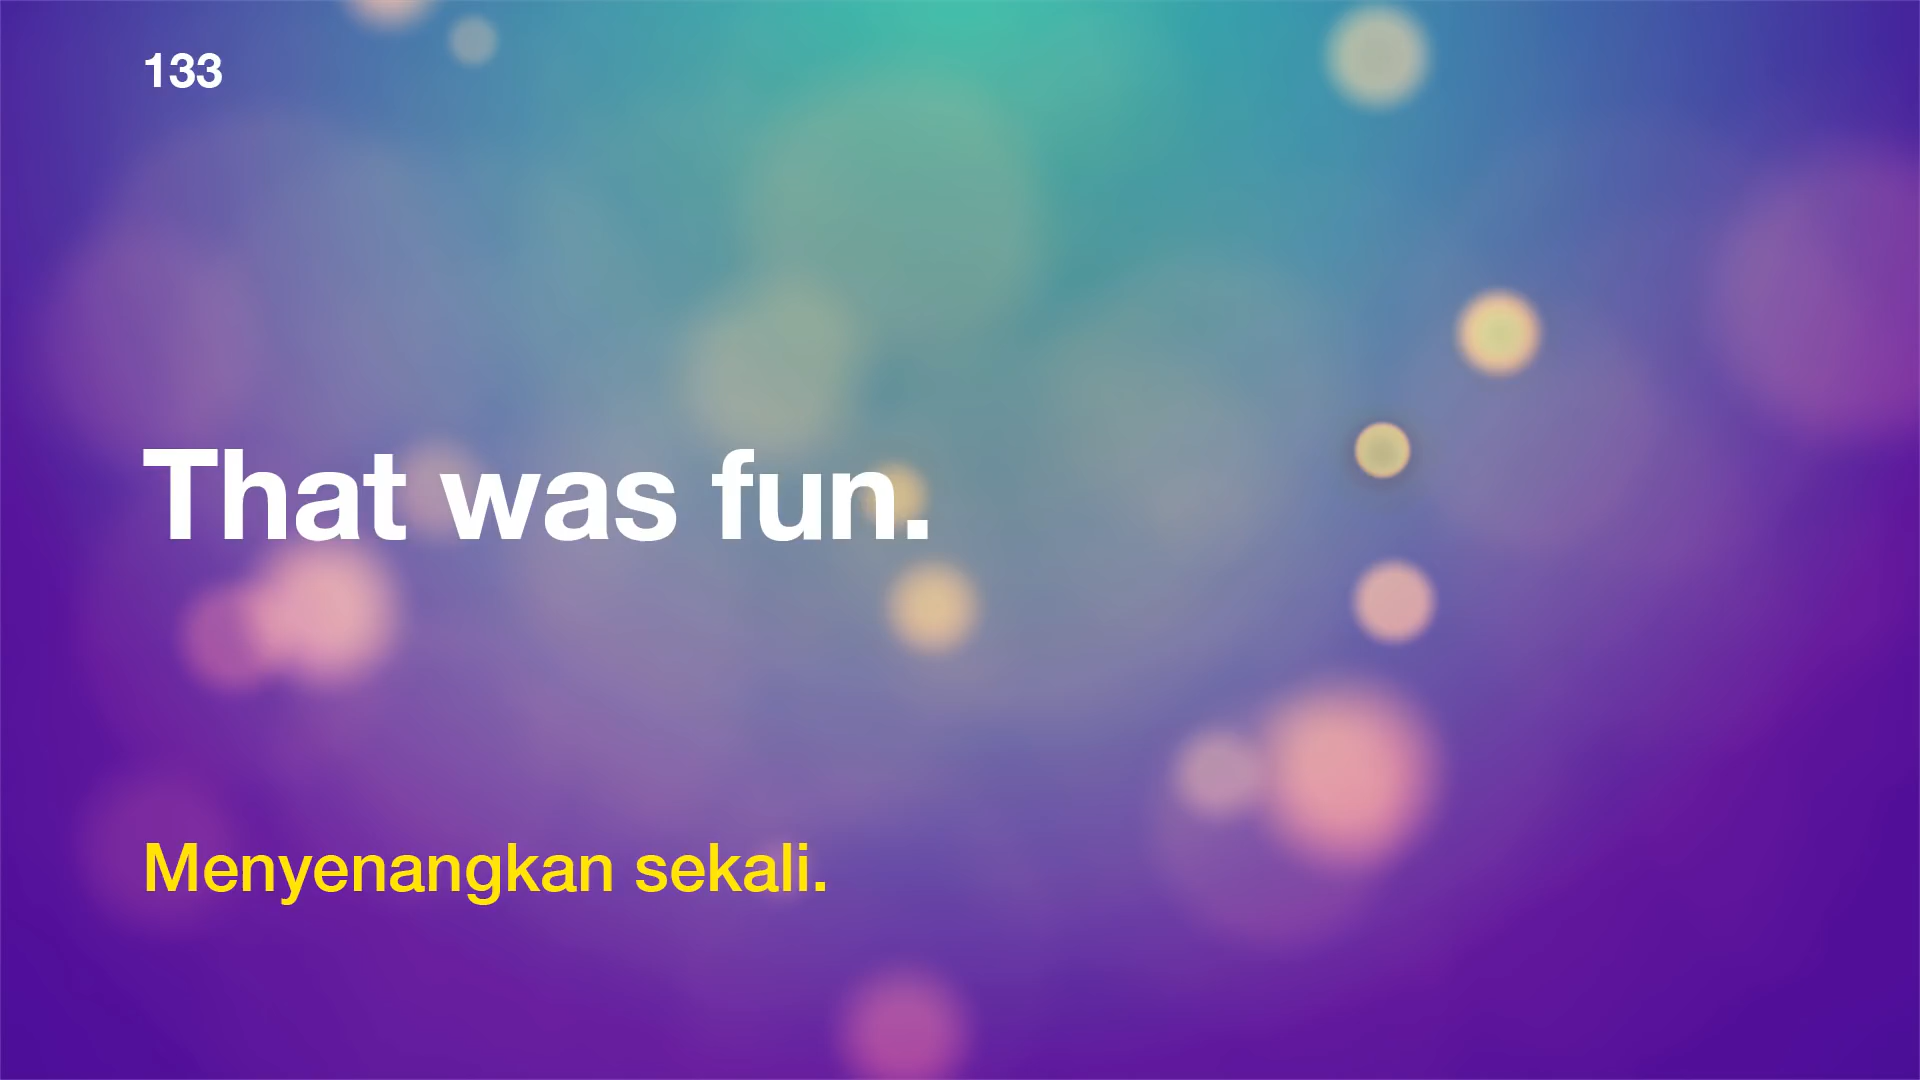 133
That was fun.
Menyenangkan sekali.